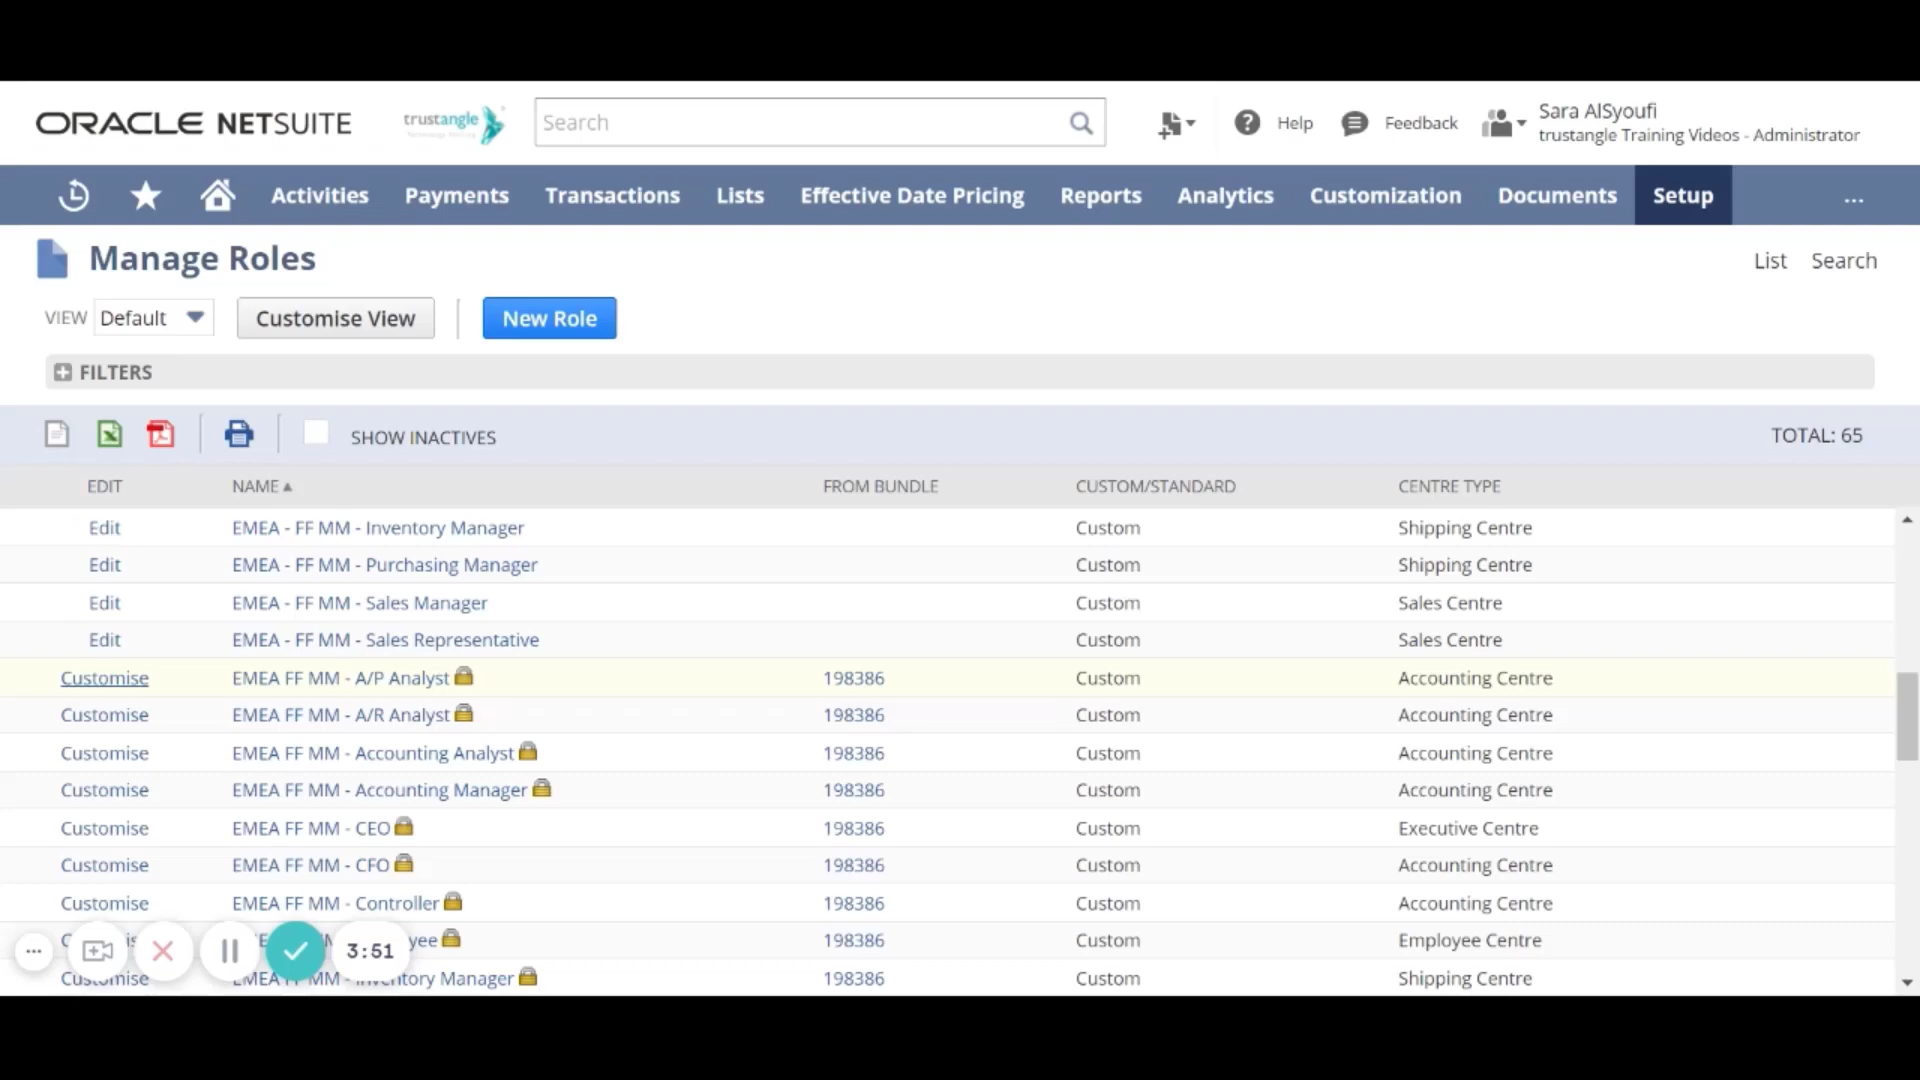 ORACLE NETSUITE
trustangle
Search
Help
Feedback
Sara AlSyoufi
trustangle Training Videos - Administrator
Activities Payments Transactions Lists Effective Date Pricing Reports Analytics Customization Documents Setup ...
Manage Roles
List Search
VIEW Default Customise View New Role
FILTERS
SHOW INACTIVES
TOTAL: 65
EDIT NAME FROM BUNDLE CUSTOM/STANDARD CENTRE TYPE
Edit EMEA - FF MM - Inventory Manager Custom Shipping Centre
Edit EMEA - FF MM - Purchasing Manager Custom Shipping Centre
Edit EMEA - FF MM - Sales Manager Custom Sales Centre
Edit EMEA - FF MM - Sales Representative Custom Sales Centre
Customise EMEA FF MM - A/P Analyst 198386 Custom Accounting Centre
Customise EMEA FF MM - A/R Analyst 198386 Custom Accounting Centre
Customise EMEA FF MM - Accounting Analyst 198386 Custom Accounting Centre
Customise EMEA FF MM - Accounting Manager 198386 Custom Accounting Centre
Customise EMEA FF MM - CEO 198386 Custom Executive Centre
Customise EMEA FF MM - CFO 198386 Custom Accounting Centre
Customise EMEA FF MM - Controller 198386 Custom Accounting Centre
198386 Custom Employee Centre
3:51
Customise EMEA FF MM - Inventory Manager 198386 Custom Shipping Centre